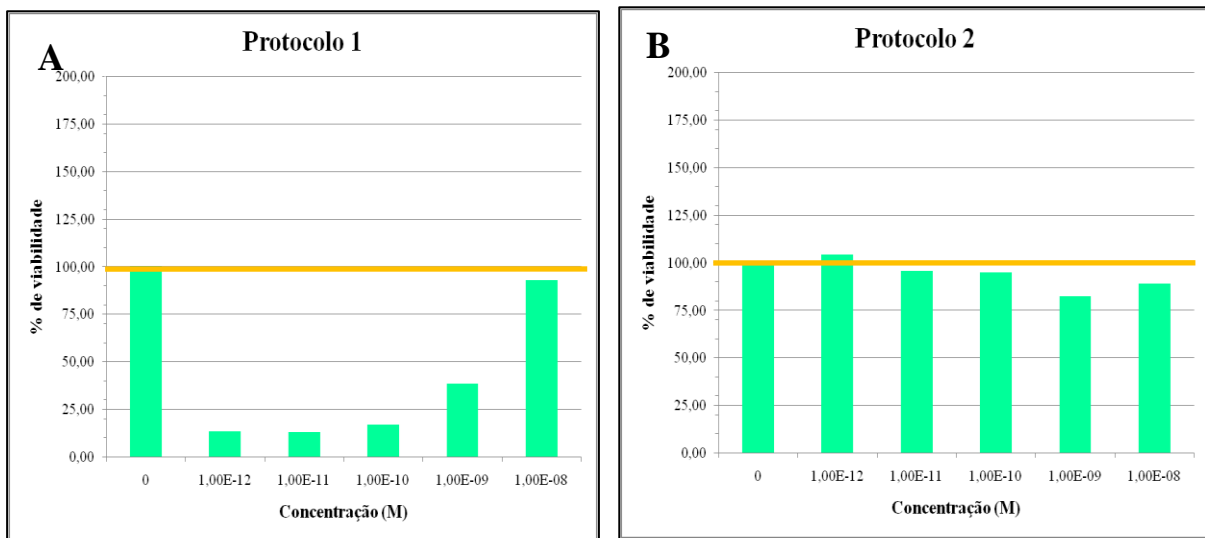 A
Protocolo 1
% de viabilidade
200,00
175,00
150,00
125,00
100,00
75,00
50,00
25,00
0,00
0 1,00E-12 1,00E-11 1,00E-10 1,00E-09 1,00E-08
Concentração (M)
B
Protocolo 2
% de viabilidade
200,00
175,00
150,00
125,00
100,00
75,00
50,00
25,00
0,00
0 1,00E-12 1,00E-11 1,00E-10 1,00E-09 1,00E-08
Concentração (M)